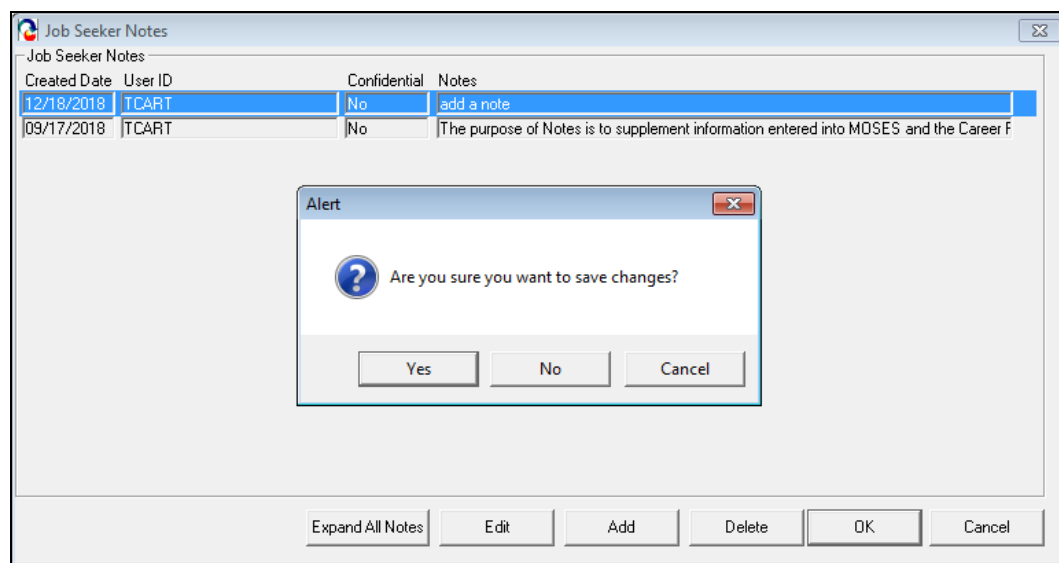 Job Seeker Notes
Job Seeker Notes
Created Date User ID Confidential Notes
12/18/2018 TCART No add a note
09/17/2018 TCART No The purpose of Notes is to supplement information entered into MOSES and the Career F
Alert
Are you sure you want to save changes?
Yes No Cancel
Expand All Notes Edit Add Delete OK Cancel